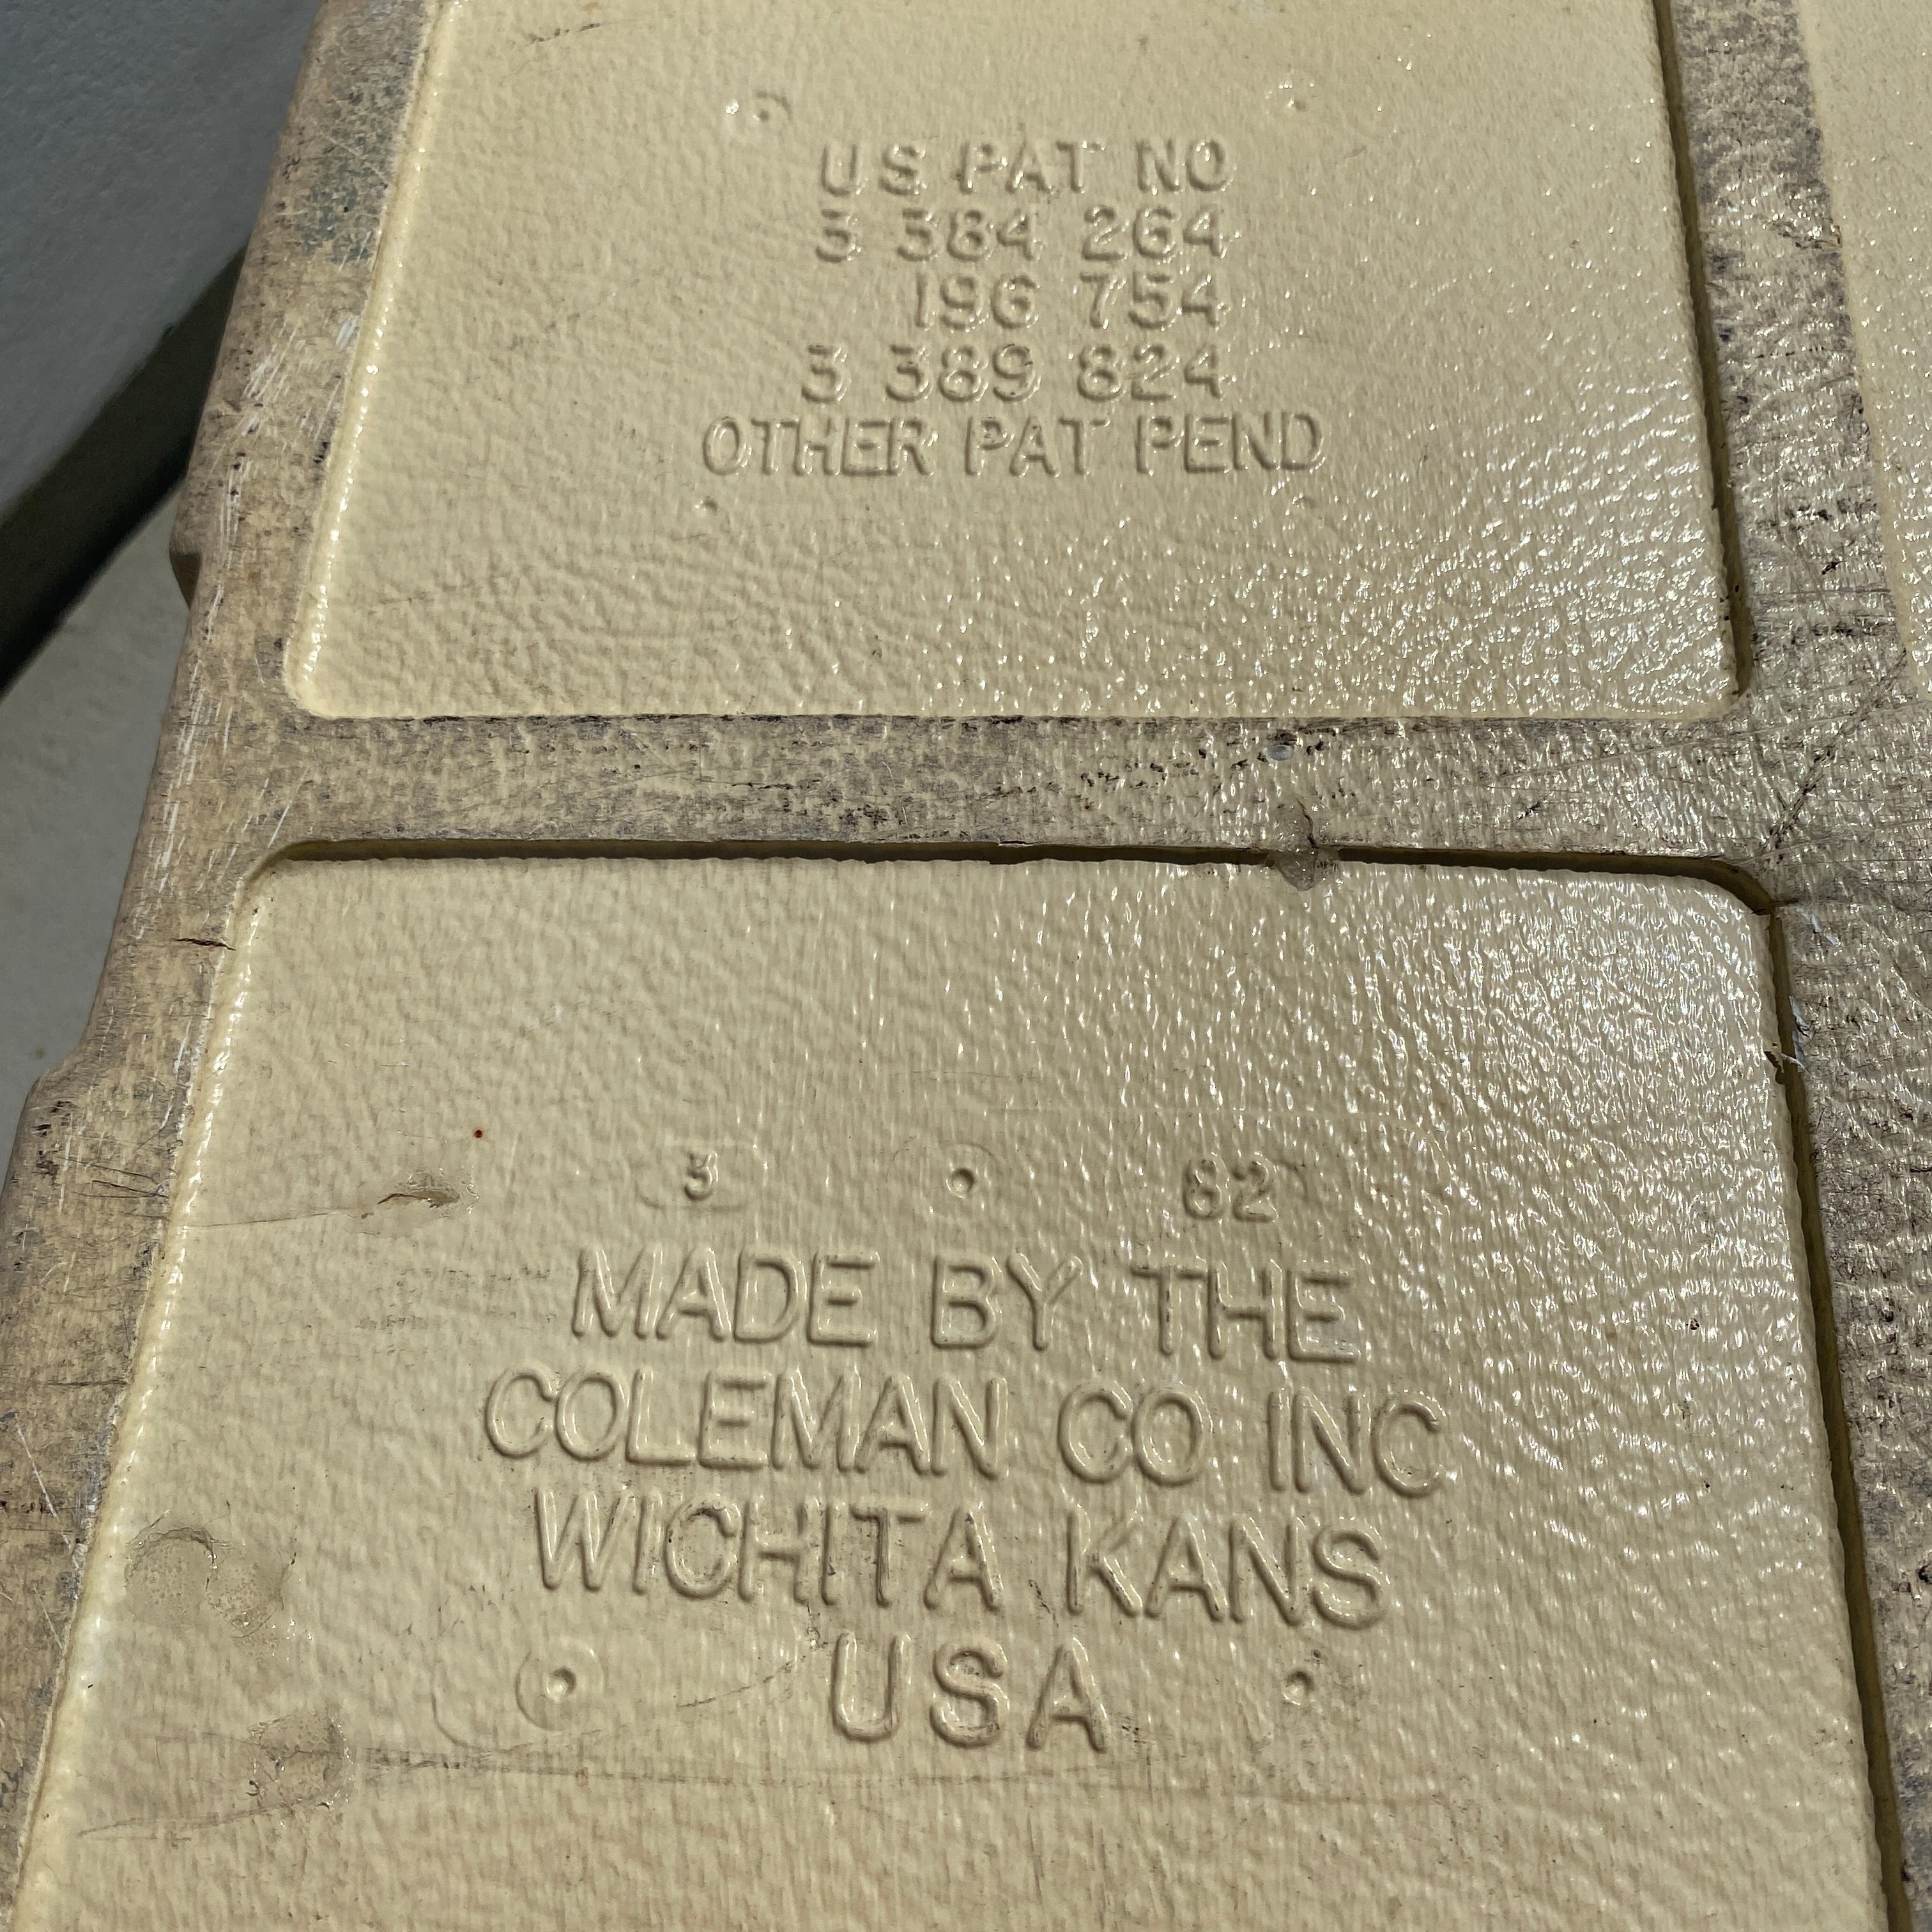 US PAT NO
3 384 264
196 754
3 389 824
OTHER PAT PEND
3 82
MADE BY THE
COLEMAN CO INC
WICHITA KANS
USA